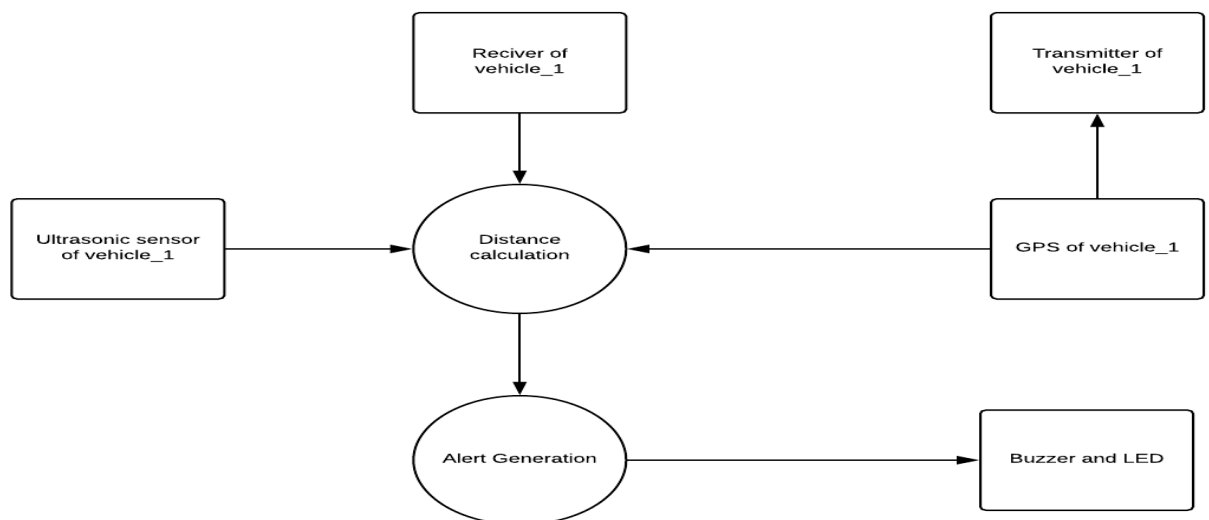 Reciver of
vehicle_1
Transmitter of
vehicle_1
Ultrasonic sensor
of vehicle_1
Distance
calculation
GPS of vehicle_1
Alert Generation
Buzzer and LED